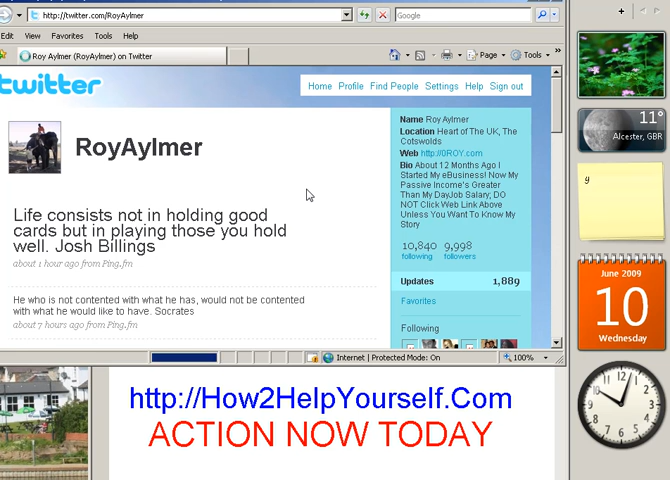 http://twitter.com/RoyAylmer
Google
Edit View Favorites Tools Help
Roy Aylmer (RoyAylmer) on Twitter
Page Tools
twitter
Home Profile Find People Settings Help Sign out
RoyAylmer
Life consists not in holding good
cards but in playing those you hold
well. Josh Billings
about 1 hour ago from Ping.fm
He who is not contented with what he has, would not be contented
with what he would like to have. Socrates
about 7 hours ago from Ping.fm
Name Roy Aylmer
Location Heart of The UK, The
Cotswolds
Web http://0ROY.com
Bio About 12 Months Ago I
Started My eBusiness! Now My
Passive Income's Greater
Than My DayJob Salary; DO
NOT Click Web Link Above
Unless You Want To Know My
Story
10,840 9,998
following followers
Updates 1,889
Favorites
Following
Internet | Protected Mode: On
100%
11°
Alcester, GBR
y
June 2009
10
Wednesday
http://How2HelpYourself.Com
ACTION NOW TODAY